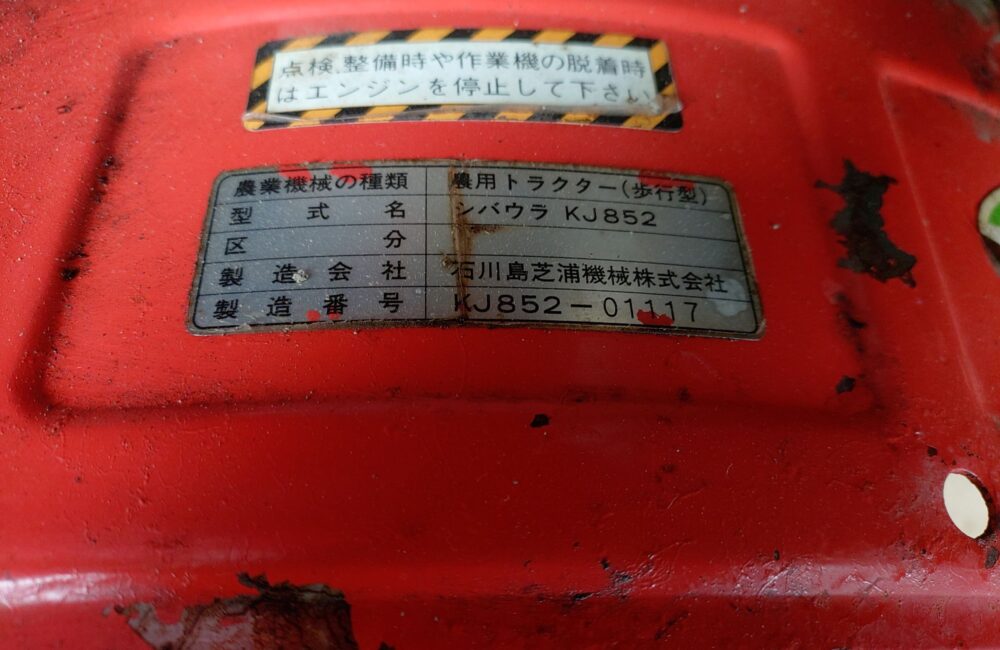 点検、整備時や作業機の脱着時
はエンジンを停止して下さい
農業機械の種類 農用トラクター(歩行型)
型式名 シバウラ KJ852
区分
製造会社 石川島芝浦機械株式会社
製造番号 KJ852-01117